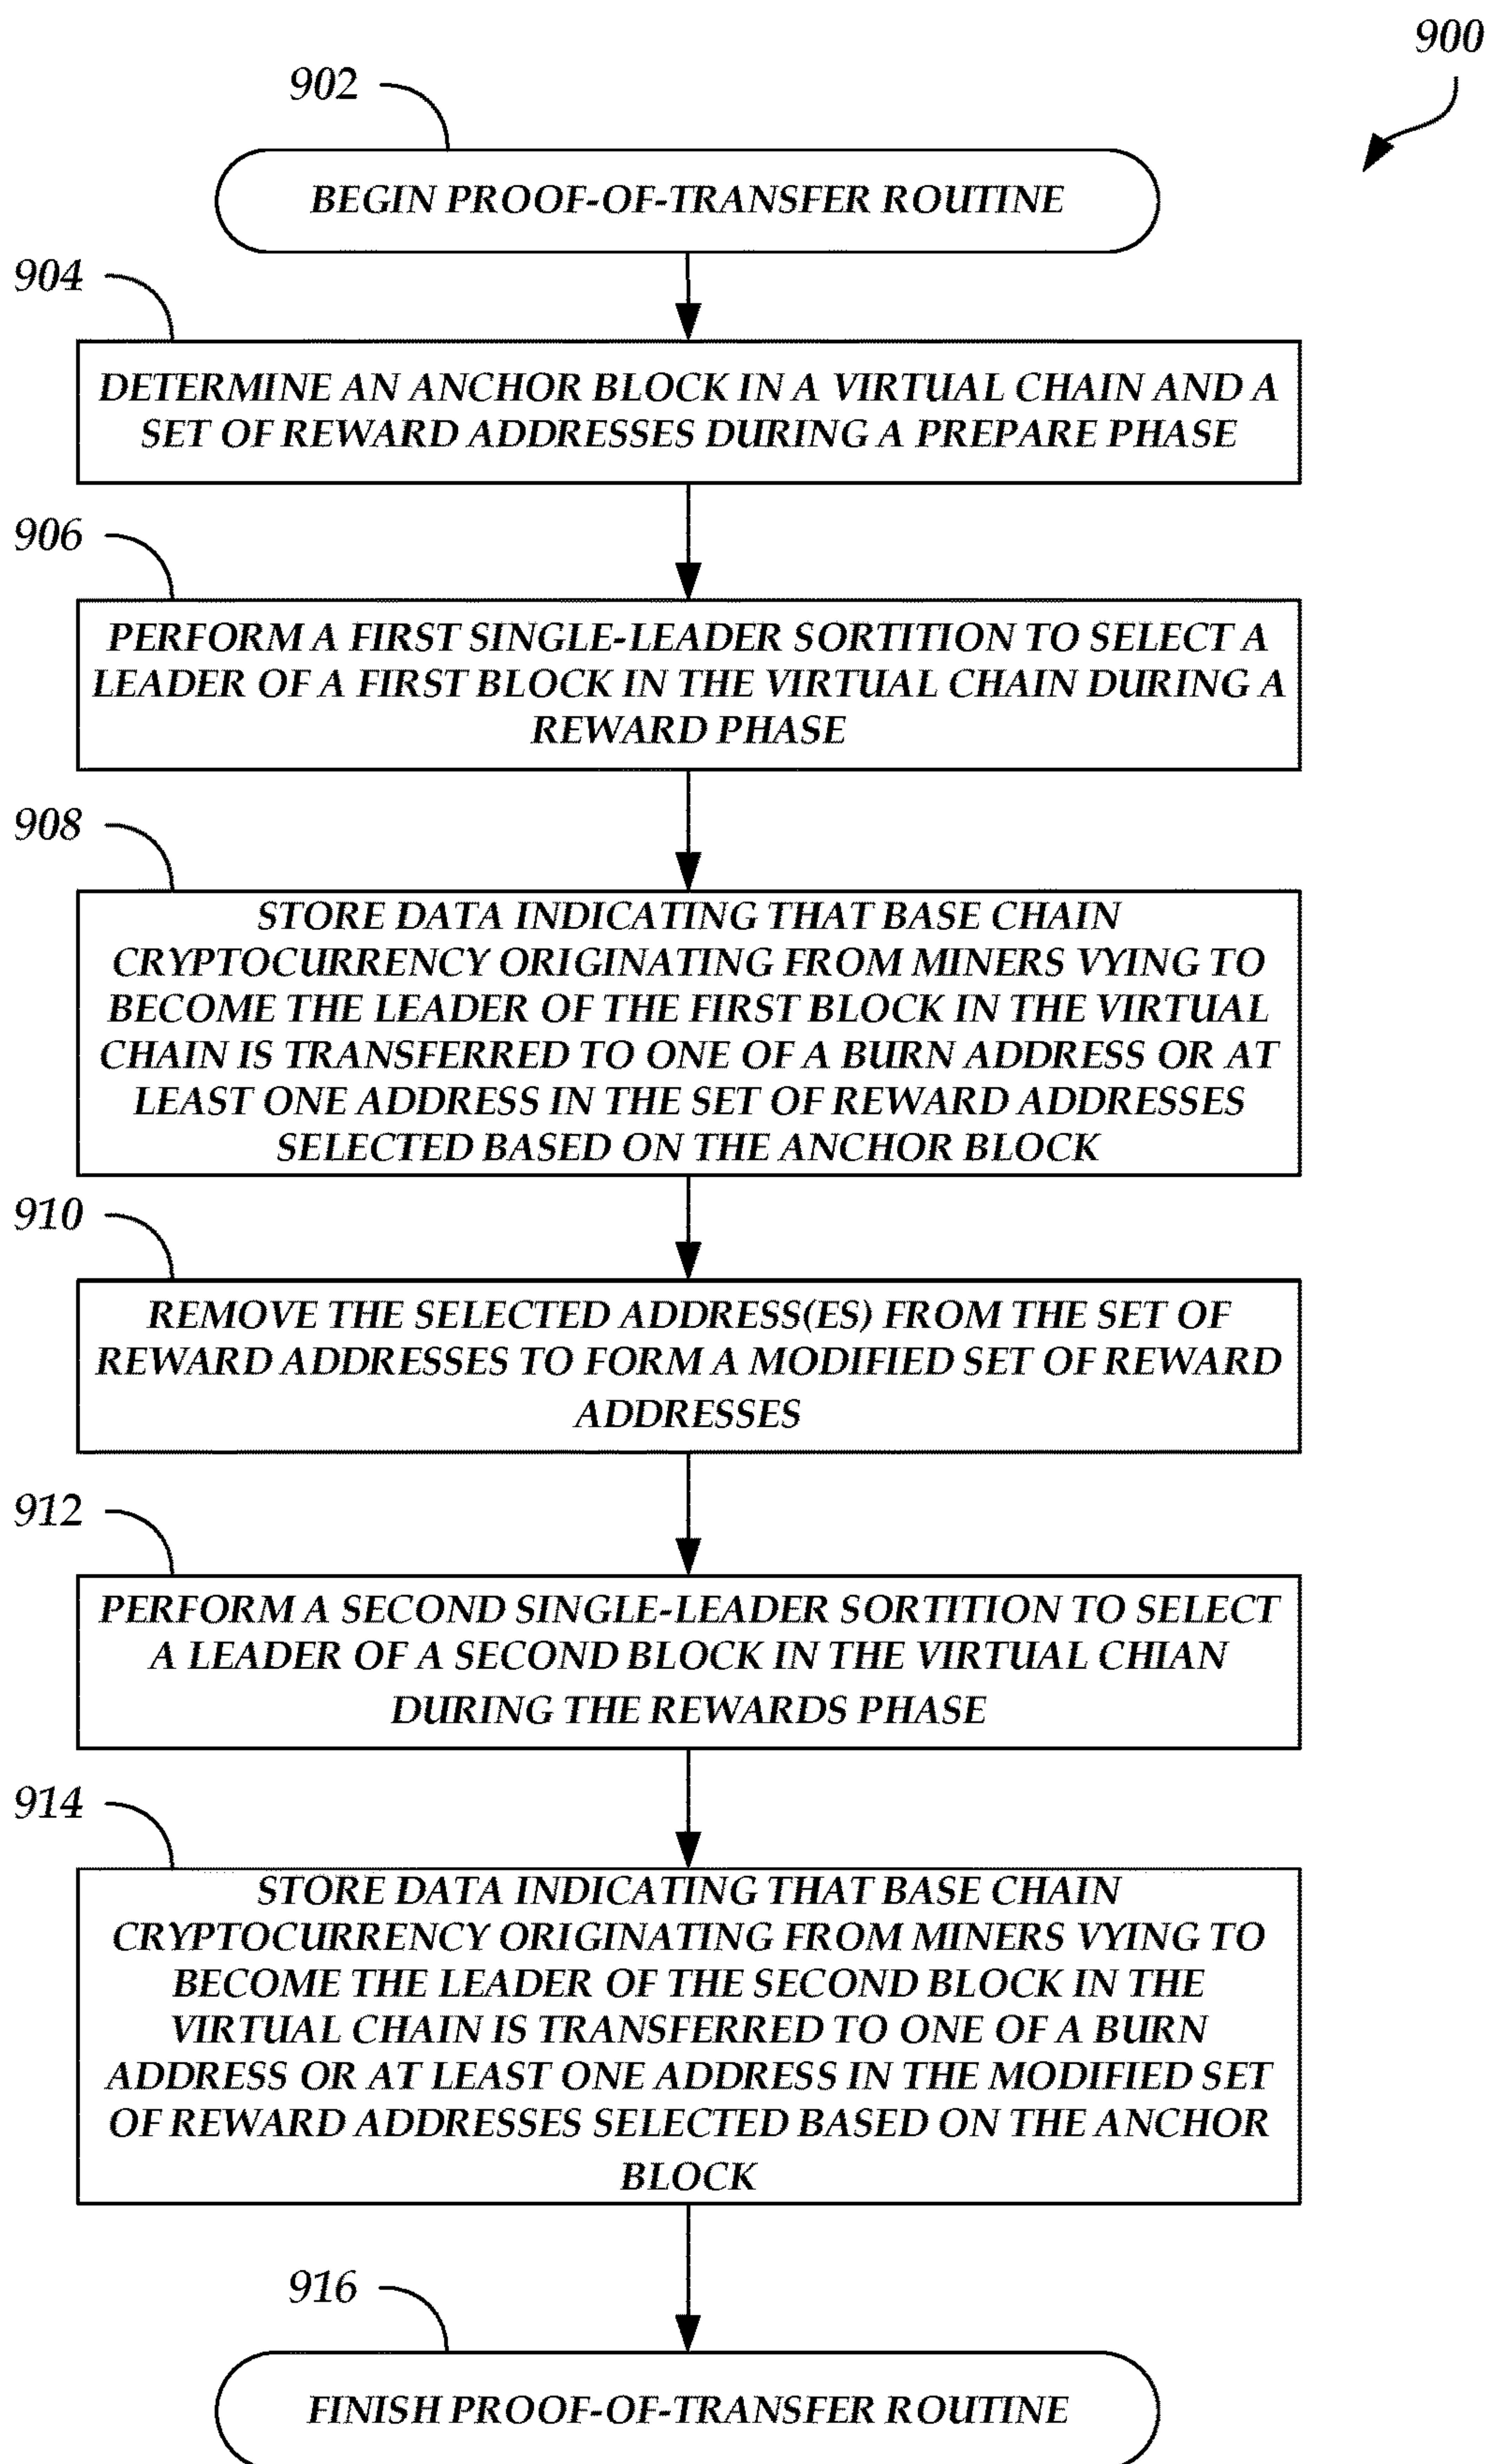 900
902
BEGIN PROOF-OF-TRANSFER ROUTINE
904
DETERMINE AN ANCHOR BLOCK IN A VIRTUAL CHAIN AND A
SET OF REWARD ADDRESSES DURING A PREPARE PHASE
906
PERFORM A FIRST SINGLE-LEADER SORTITION TO SELECT A
LEADER OF A FIRST BLOCK IN THE VIRTUAL CHAIN DURING A
REWARD PHASE
908
STORE DATA INDICATING THAT BASE CHAIN
CRYPTOCURRENCY ORIGINATING FROM MINERS VYING TO
BECOME THE LEADER OF THE FIRST BLOCK IN THE VIRTUAL
CHAIN IS TRANSFERRED TO ONE OF A BURN ADDRESS OR AT
LEAST ONE ADDRESS IN THE SET OF REWARD ADDRESSES
SELECTED BASED ON THE ANCHOR BLOCK
910
REMOVE THE SELECTED ADDRESS(ES) FROM THE SET OF
REWARD ADDRESSES TO FORM A MODIFIED SET OF REWARD
ADDRESSES
912
PERFORM A SECOND SINGLE-LEADER SORTITION TO SELECT
A LEADER OF A SECOND BLOCK IN THE VIRTUAL CHIAN
DURING THE REWARDS PHASE
914
STORE DATA INDICATING THAT BASE CHAIN
CRYPTOCURRENCY ORIGINATING FROM MINERS VYING TO
BECOME THE LEADER OF THE SECOND BLOCK IN THE
VIRTUAL CHAIN IS TRANSFERRED TO ONE OF A BURN
ADDRESS OR AT LEAST ONE ADDRESS IN THE MODIFIED SET
OF REWARD ADDRESSES SELECTED BASED ON THE ANCHOR
BLOCK
916
FINISH PROOF-OF-TRANSFER ROUTINE